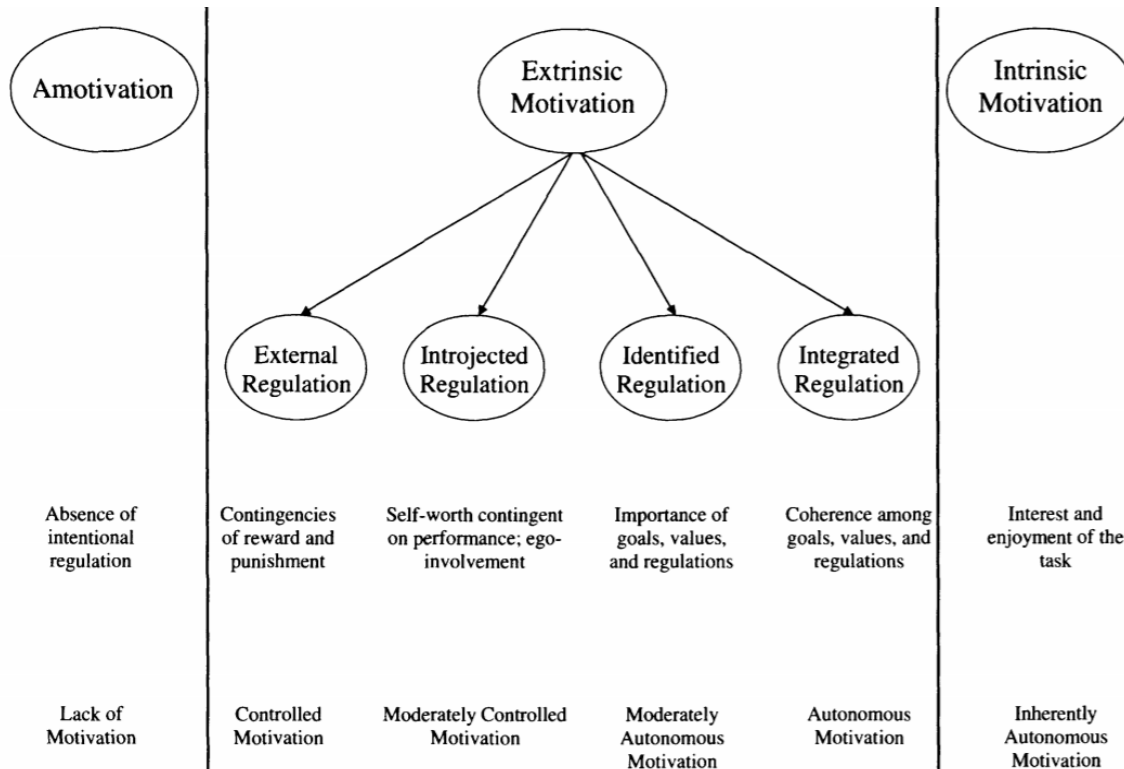 Amotivation
Extrinsic
Motivation
Intrinsic
Motivation
External
Regulation
Introjected
Regulation
Identified
Regulation
Integrated
Regulation
Absence of
intentional
regulation
Contingencies
of reward and
punishment
Self-worth contingent
on performance; ego-
involvement
Importance of
goals, values,
and regulations
Coherence among
goals, values, and
regulations
Interest and
enjoyment of the
task
Lack of
Motivation
Controlled
Motivation
Moderately Controlled
Motivation
Moderately
Autonomous
Motivation
Autonomous
Motivation
Inherently
Autonomous
Motivation